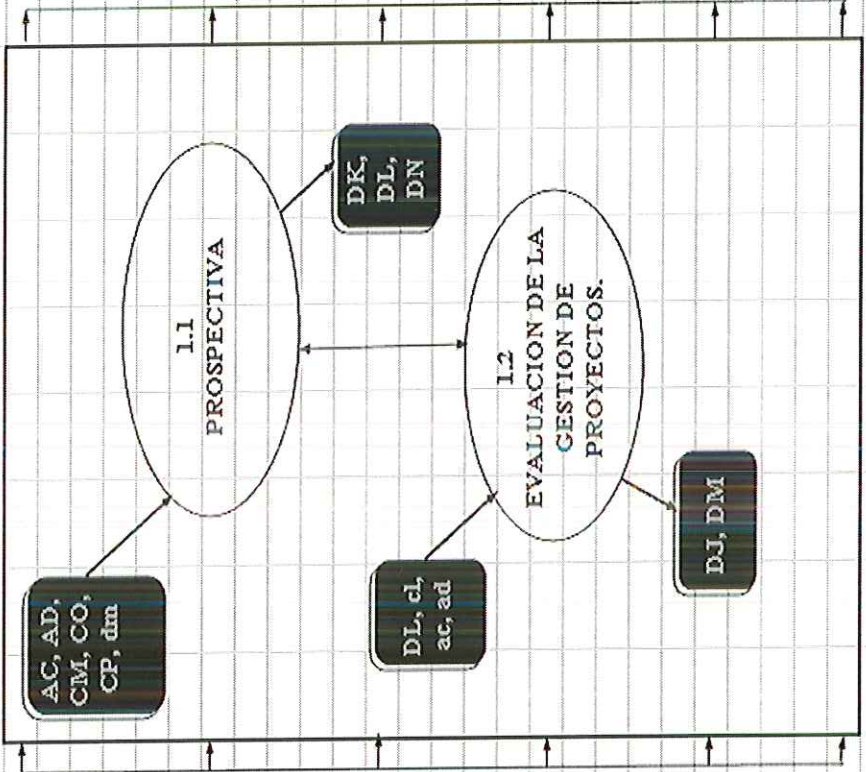 AC, AD,
CM, CO,
CP, dm
1.1
PROSPECTIVA
DK,
DL,
DN
DL, cl,
ac, ad
1.2
EVALUACION DE LA
GESTION DE
PROYECTOS.
DJ, DM